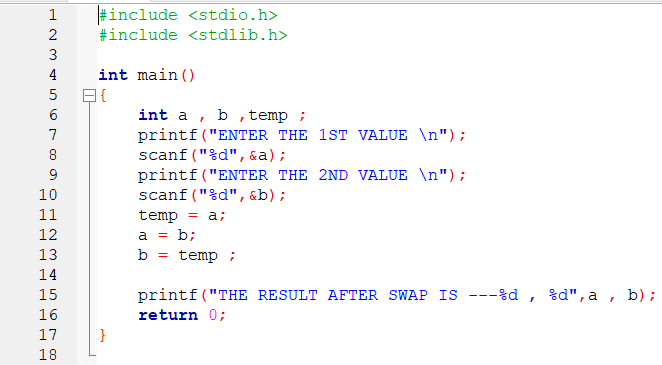 1 #include <stdio.h>
2 #include <stdlib.h>
3
4 int main()
5 {
6 int a , b ,temp ;
7 printf("ENTER THE 1ST VALUE \n");
8 scanf("%d",&a);
9 printf("ENTER THE 2ND VALUE \n");
10 scanf("%d",&b);
11 temp = a;
12 a = b;
13 b = temp ;
14
15 printf("THE RESULT AFTER SWAP IS ---%d , %d",a , b);
16 return 0;
17 }
18